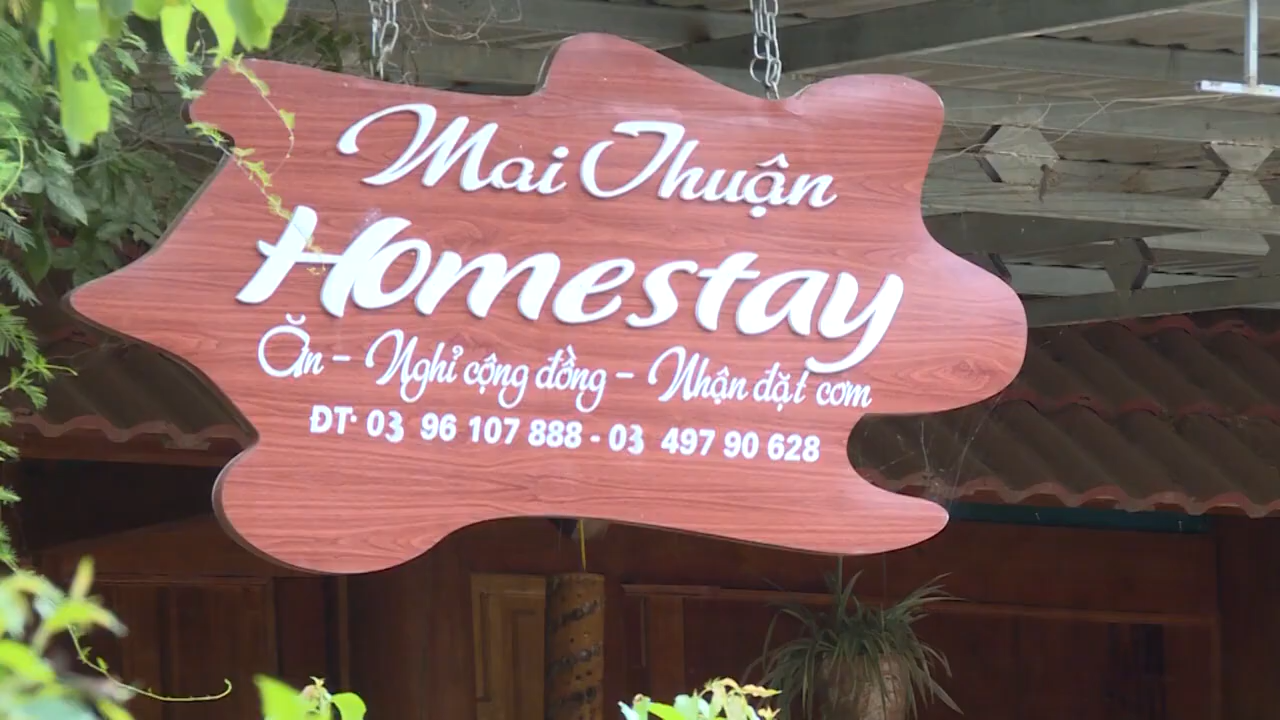 Mai Thuận
Homestay
Ăn - Nghỉ cộng đồng - Nhận đặt cơm
ĐT: 03 96 107 888 - 03 497 90 628